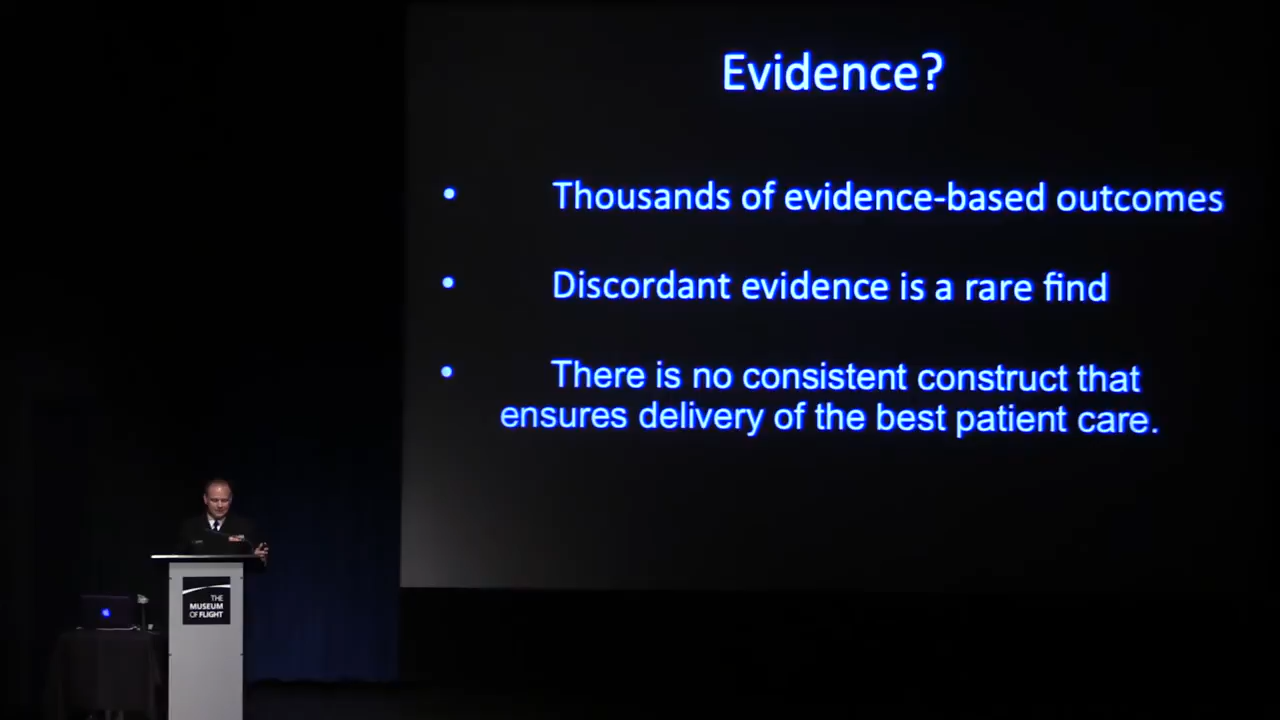 Evidence?
• Thousands of evidence-based outcomes
• Discordant evidence is a rare find
• There is no consistent construct that
ensures delivery of the best patient care.
THE
MUSEUM
OF FLIGHT